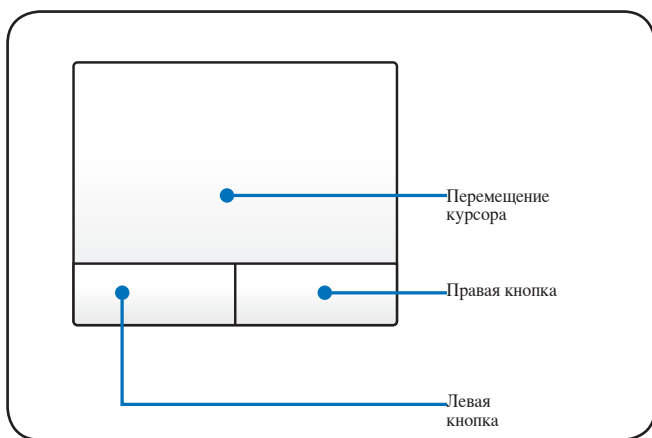 Перемещение
курсора
Правая кнопка
Левая
кнопка